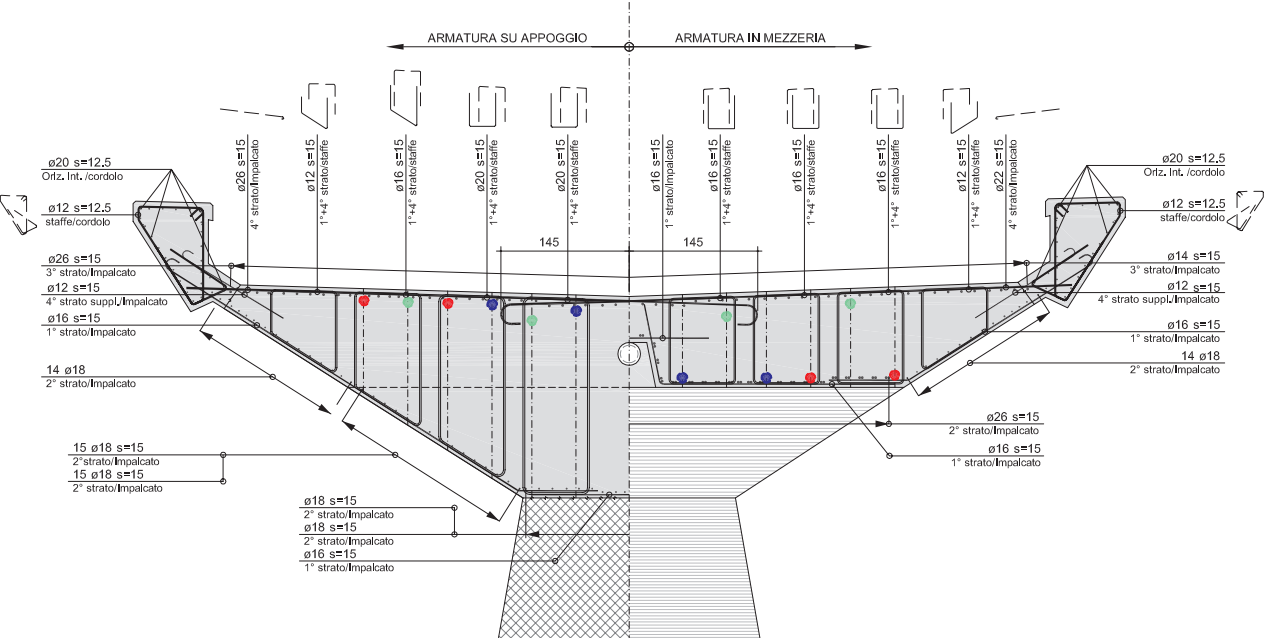 ARMATURA SU APPOGGIO
ARMATURA IN MEZZERIA
ø26 s=15
4° strato/Impalcato
ø12 s=15
1°+4° strato/staffe
ø16 s=15
1°+4° strato/staffe
ø20 s=15
1°+4° strato/staffe
ø20 s=15
1°+4° strato/staffe
ø16 s=15
1° strato/Impalcato
ø16 s=15
1°+4° strato/staffe
ø16 s=15
1°+4° strato/staffe
ø16 s=15
1°+4° strato/staffe
ø12 s=15
1°+4° strato/staffe
ø22 s=15
4° strato/Impalcato
145
145
ø20 s=12.5
Oriz. Int. /cordolo
ø12 s=12.5
staffe/cordolo
ø26 s=15
3° strato/Impalcato
ø12 s=15
4° strato suppl./Impalcato
ø16 s=15
1° strato/Impalcato
14 ø18
2° strato/Impalcato
15 ø18 s=15
2°strato/Impalcato
15 ø18 s=15
2° strato/Impalcato
ø18 s=15
2° strato/Impalcato
ø18 s=15
2° strato/Impalcato
ø16 s=15
1° strato/Impalcato
ø20 s=12.5
Oriz. Int. /cordolo
ø12 s=12.5
staffe/cordolo
ø14 s=15
3° strato/Impalcato
ø12 s=15
4° strato suppl./Impalcato
ø16 s=15
1° strato/Impalcato
14 ø18
2° strato/Impalcato
ø26 s=15
2° strato/Impalcato
ø16 s=15
1° strato/Impalcato